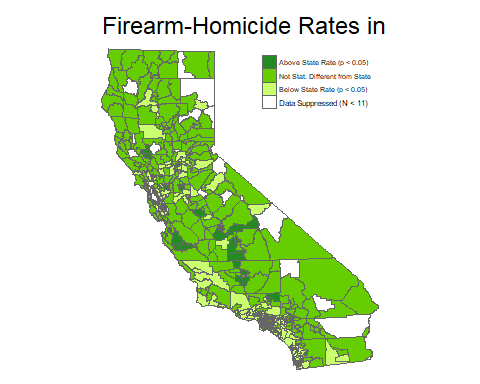 Firearm-Homicide Rates in
Above State Rate (p < 0.05)
Not Stat. Different from State
Below State Rate (p < 0.05)
Data Suppressed (N < 11)